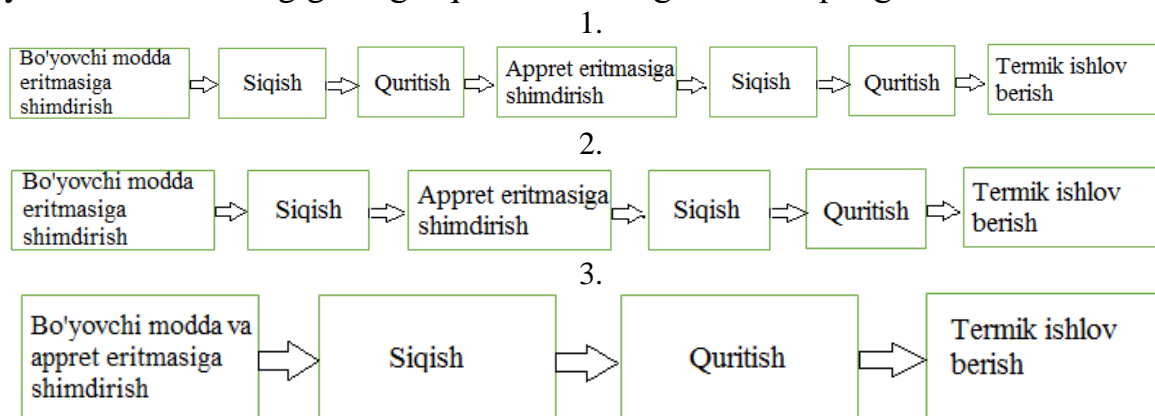 1.
Bo'yovchi modda
eritmasiga
shimdirish
Siqish
Quritish
Appret eritmasiga
shimdirish
Siqish
Quritish
Termik ishlov
berish
2.
Bo'yovchi modda
eritmasiga
shimdirish
Siqish
Appret eritmasiga
shimdirish
Siqish
Quritish
Termik ishlov
berish
3.
Bo'yovchi modda va
appret eritmasiga
shimdirish
Siqish
Quritish
Termik ishlov
berish